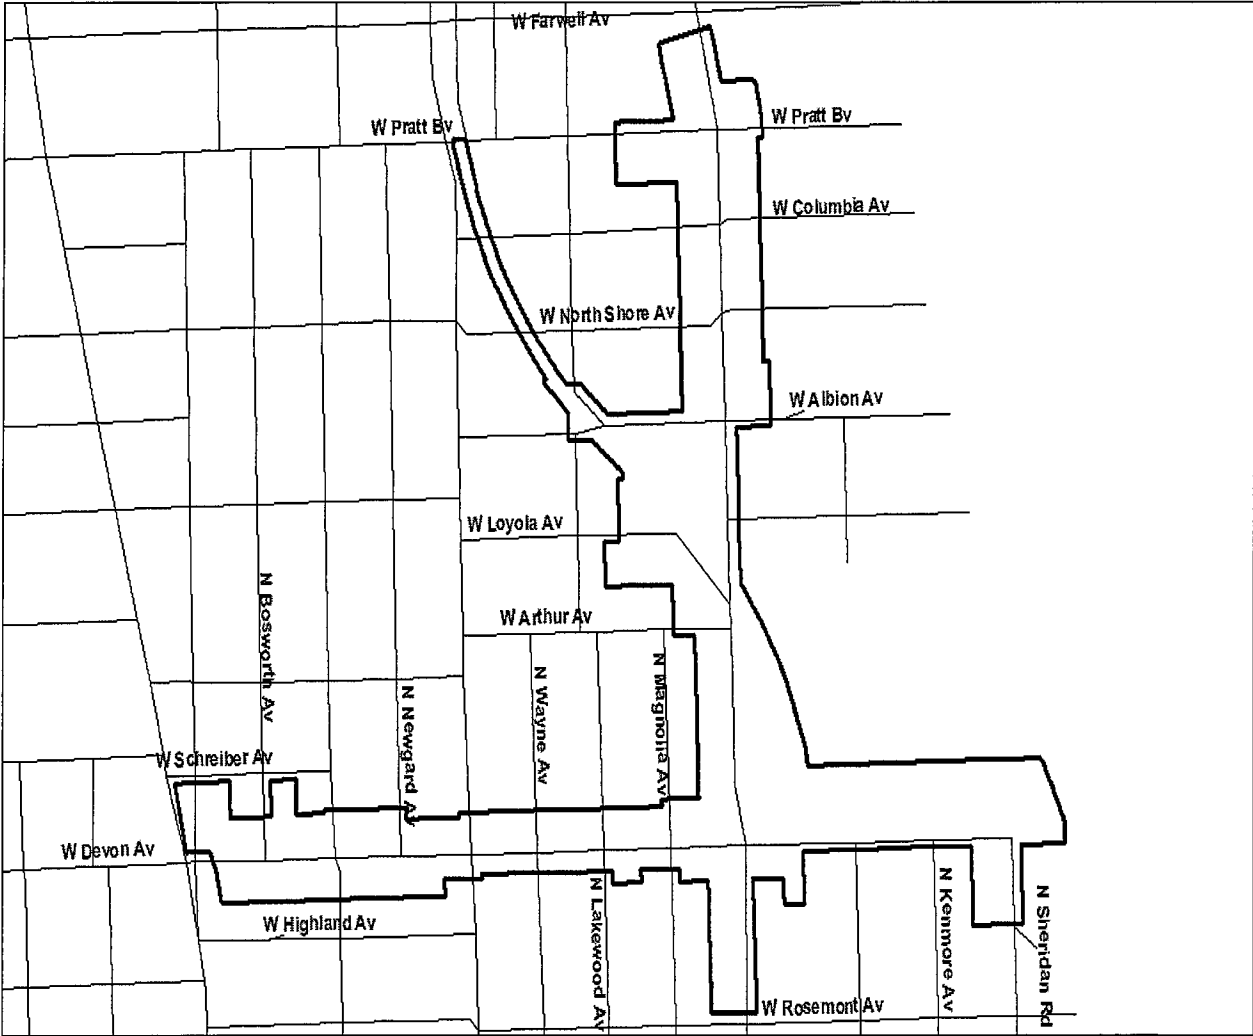 W Farwell Av
W Pratt Bv
W Pratt Bv
W Columbia Av
W North Shore Av
W Albion Av
W Loyola Av
N Bosworth Av
W Arthur Av
N Newgard Av
N Wayne Av
N Magnolia Av
W Schreiber Av
W Devon Av
W Highland Av
N Lakewood Av
N Kenmore Av
N Sheridan Rd
W Rosemont Av